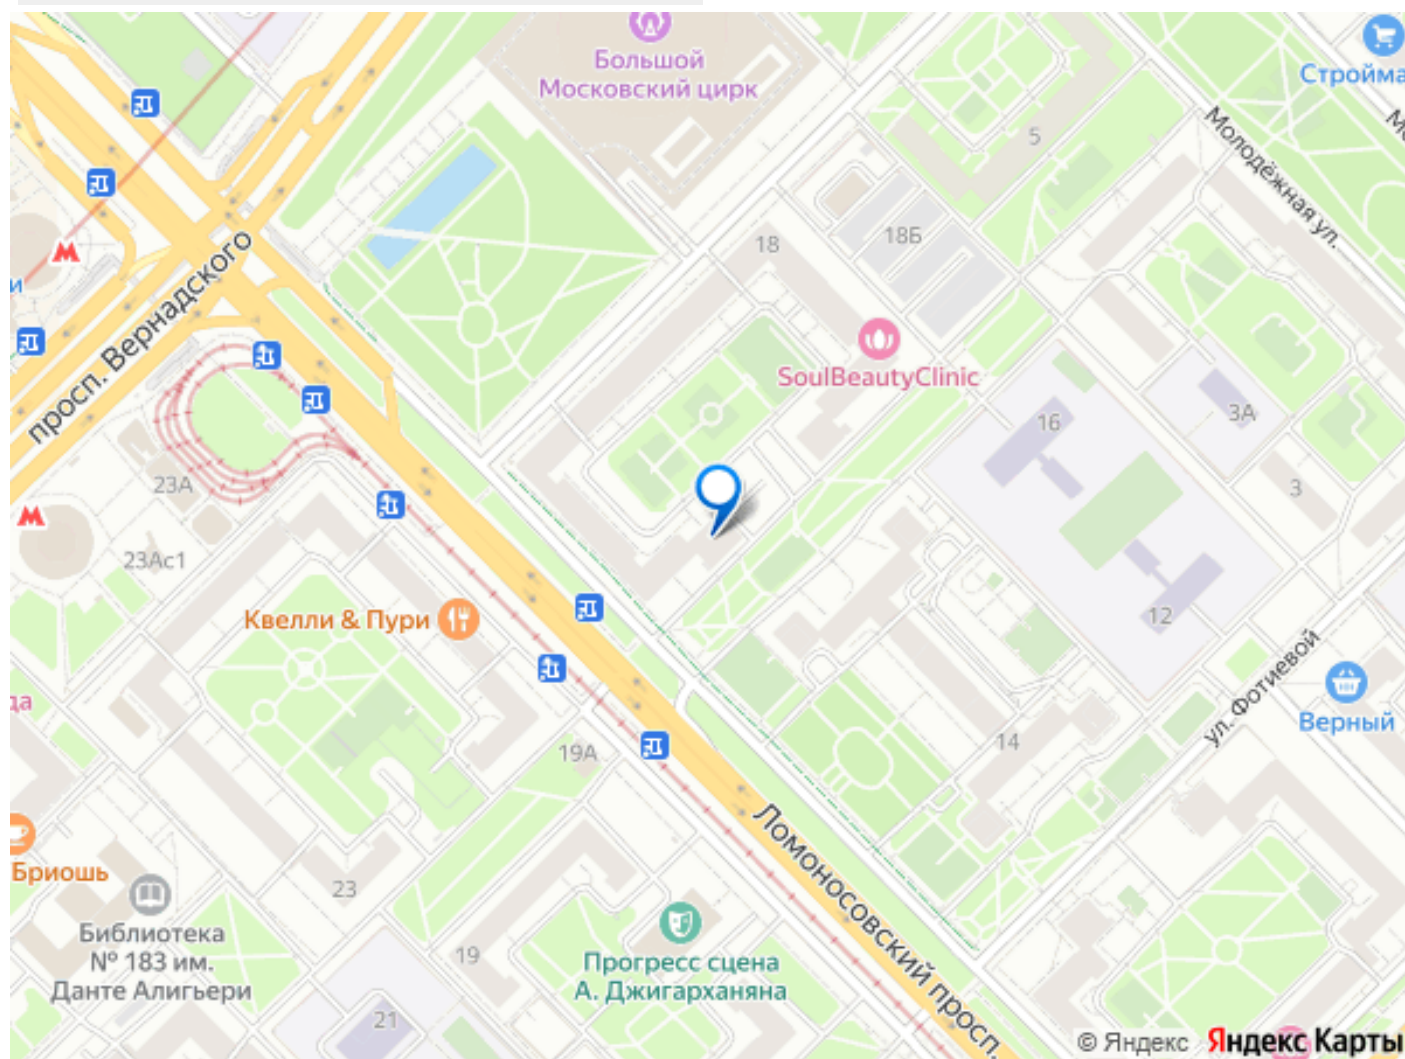 Большой
Московский цирк
Стройма
Молодёжная ул.
5
18
18Б
просп. Вернадского
и
SoulBeautyClinic
16
3А
3
23А
23Ас1
Квелли & Пури
12
ул. Фотиевой
Верный
да
19А
14
Ломоносовский просп.
Бриошь
23
Библиотека
№ 183 им.
Данте Алигьери
19
Прогресс сцена
А. Джигарханяна
21
© Яндекс Яндекс Карты